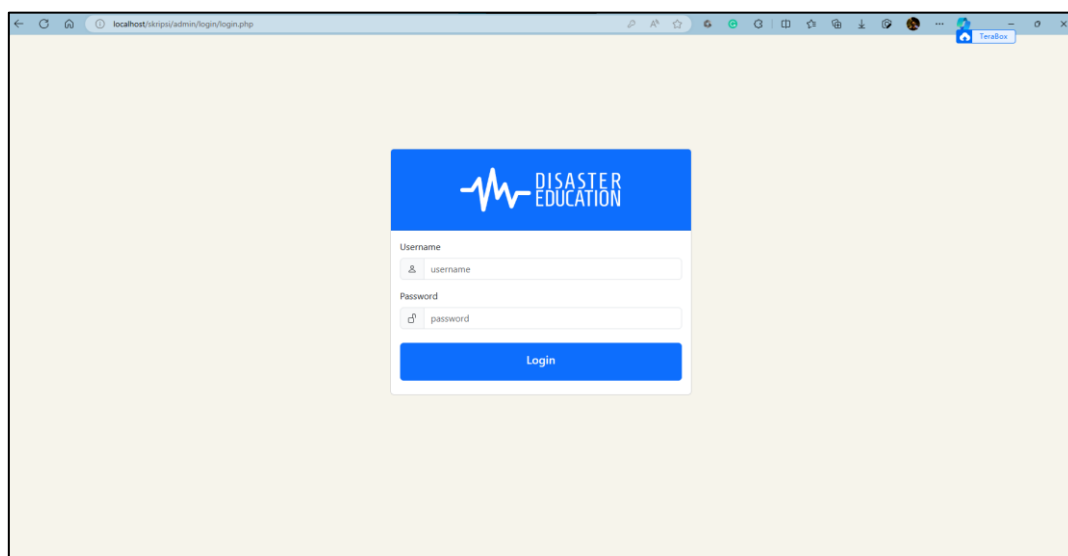 localhost/skripsi/admin/login/login.php
TeraBox
DISASTER
EDUCATION
Username
username
Password
password
Login